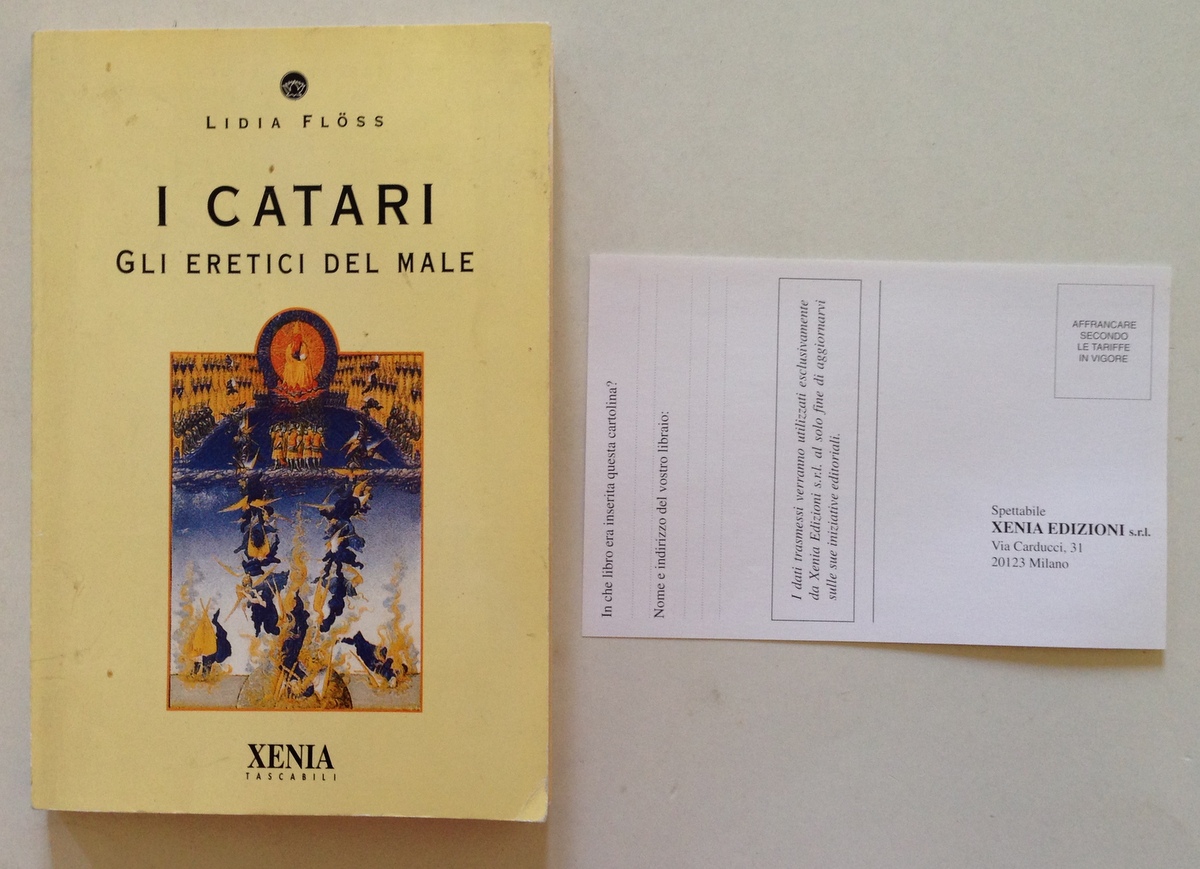 LIDIA FLÖSS
I CATARI
GLI ERETICI DEL MALE
XENIA
TASCABILI
In che libro era inserita questa cartolina?
Nome e indirizzo del vostro libraio:
I dati trasmessi verranno utilizzati esclusivamente
da Xenia Edizioni s.r.l. al solo fine di aggiornarvi
sulle sue iniziative editoriali.
AFFRANCARE
SECONDO
LE TARIFFE
IN VIGORE
Spettabile
XENIA EDIZIONI s.r.l.
Via Carducci, 31
20123 Milano